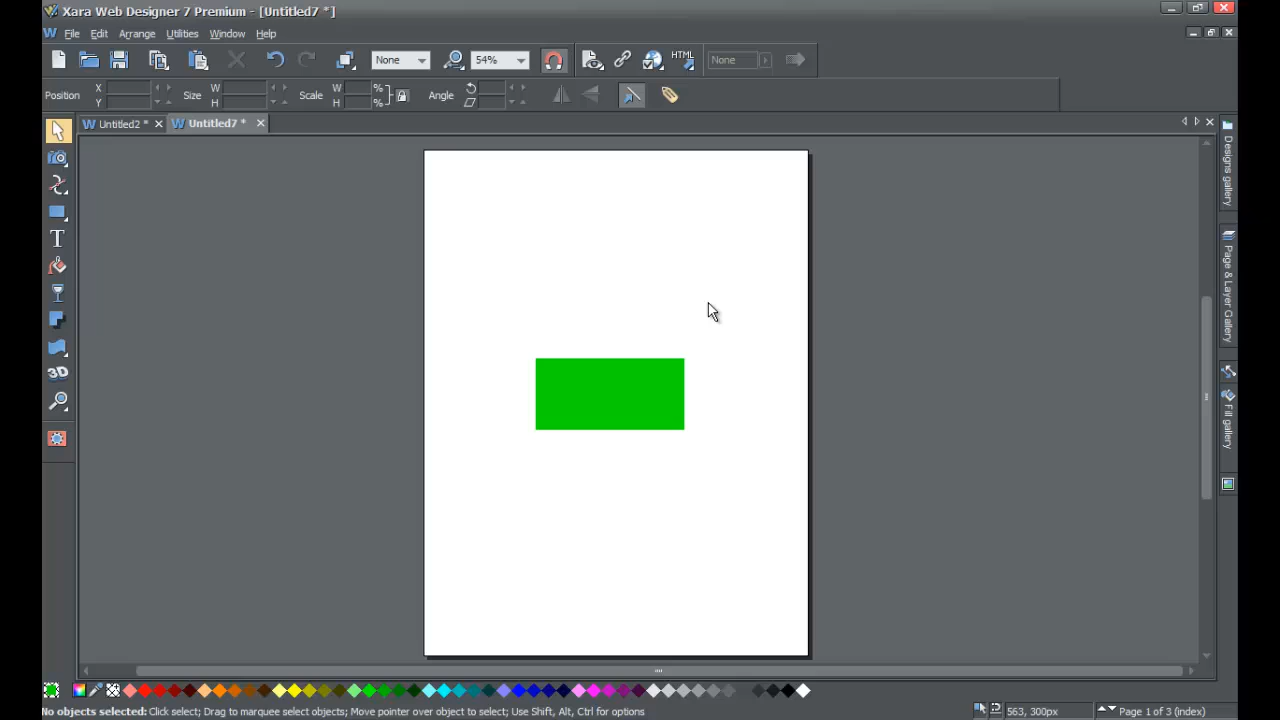 Xara Web Designer 7 Premium - [Untitled7 *]
File Edit Arrange Utilities Window Help
None 54% HTML None
Position X Y Size W H Scale W H % % Angle
Untitled2 * Untitled7 *
Designs gallery
Page & Layer Gallery
Fill gallery
T
3D
No objects selected: Click select; Drag to marquee select objects; Move pointer over object to select; Use Shift, Alt, Ctrl for options 563, 300px Page 1 of 3 (index)